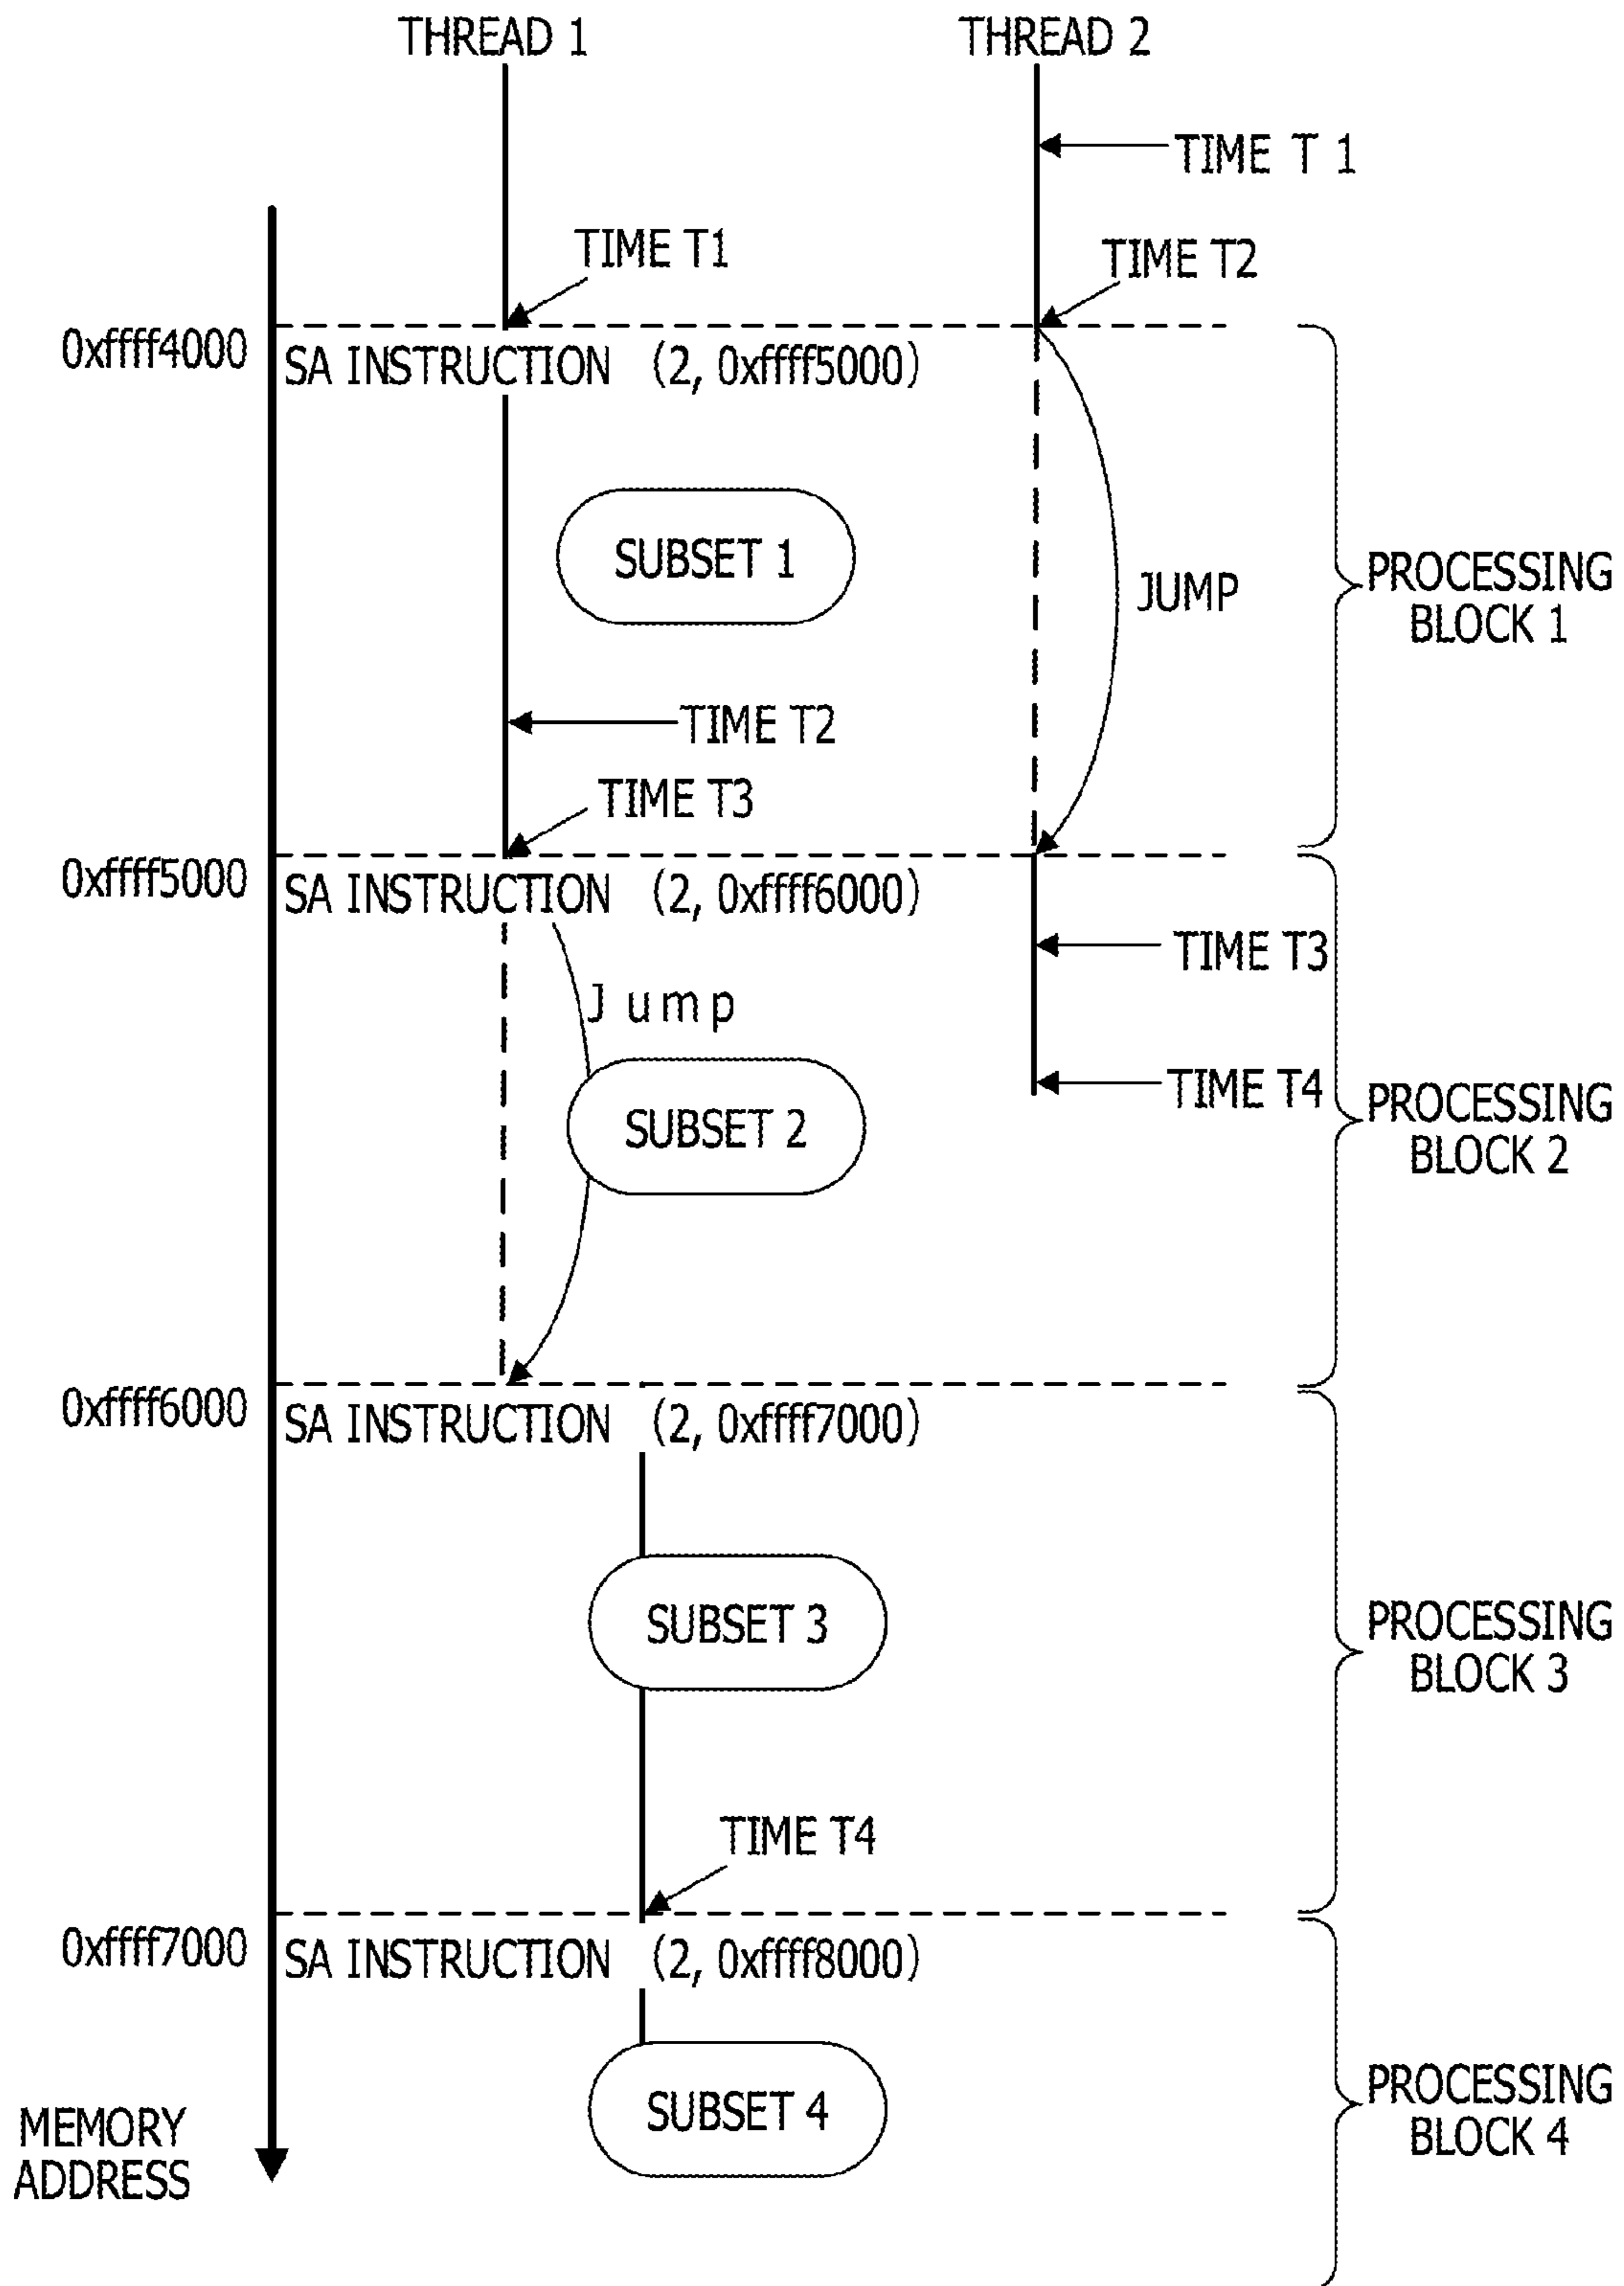 THREAD 1
THREAD 2
TIME T 1
TIME T1
TIME T2
0xffff4000
SA INSTRUCTION (2, 0xffff5000)
SUBSET 1
JUMP
PROCESSING
BLOCK 1
TIME T2
TIME T3
0xffff5000
SA INSTRUCTION (2, 0xffff6000)
TIME T3
Jump
TIME T4
SUBSET 2
PROCESSING
BLOCK 2
0xffff6000
SA INSTRUCTION (2, 0xffff7000)
SUBSET 3
PROCESSING
BLOCK 3
TIME T4
0xffff7000
SA INSTRUCTION (2, 0xffff8000)
SUBSET 4
PROCESSING
BLOCK 4
MEMORY
ADDRESS